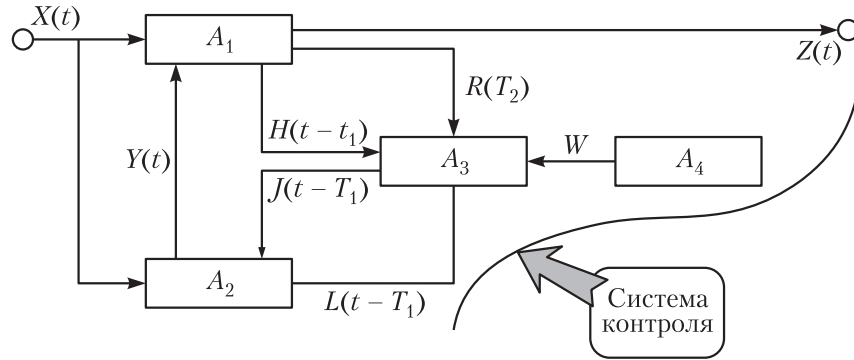 X(t)
A₁
Z(t)
R(T₂)
H(t – t₁)
Y(t)
A₃
W
A₄
J(t – T₁)
A₂
L(t – T₁)
Система
контроля